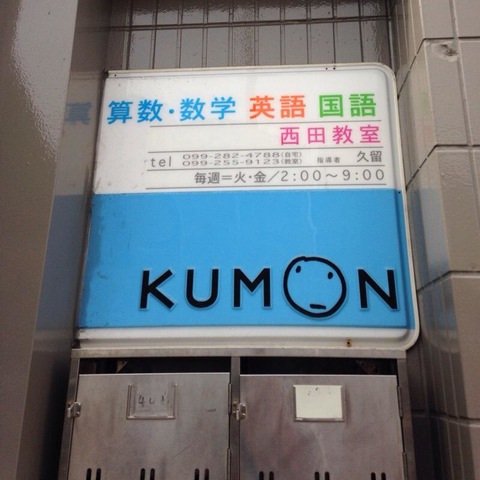 算数・数学 英語 国語
西田教室
tel 099-282-4788(自宅)
099-255-9123(教室) 指導者 久留
毎週=火・金/2:00～9:00
KUMON